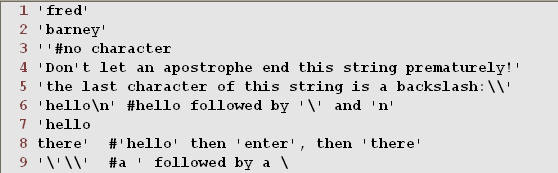 1 'fred'
2 'barney'
3 ''#no character
4 'Don't let an apostrophe end this string prematurely!'
5 'the last character of this string is a backslash:\\'
6 'hello\n' #hello followed by '\' and 'n'
7 'hello
8 there'  #'hello' then 'enter', then 'there'
9 '\'\\'  #a ' followed by a \